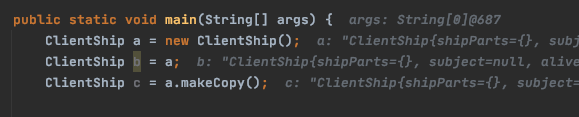 public static void main(String[] args) {  args: String[0]@687
ClientShip a = new ClientShip();  a: "ClientShip{shipParts={}, subj
ClientShip b = a;  b: "ClientShip{shipParts={}, subject=null, alive
ClientShip c = a.makeCopy();  c: "ClientShip{shipParts={}, subject=